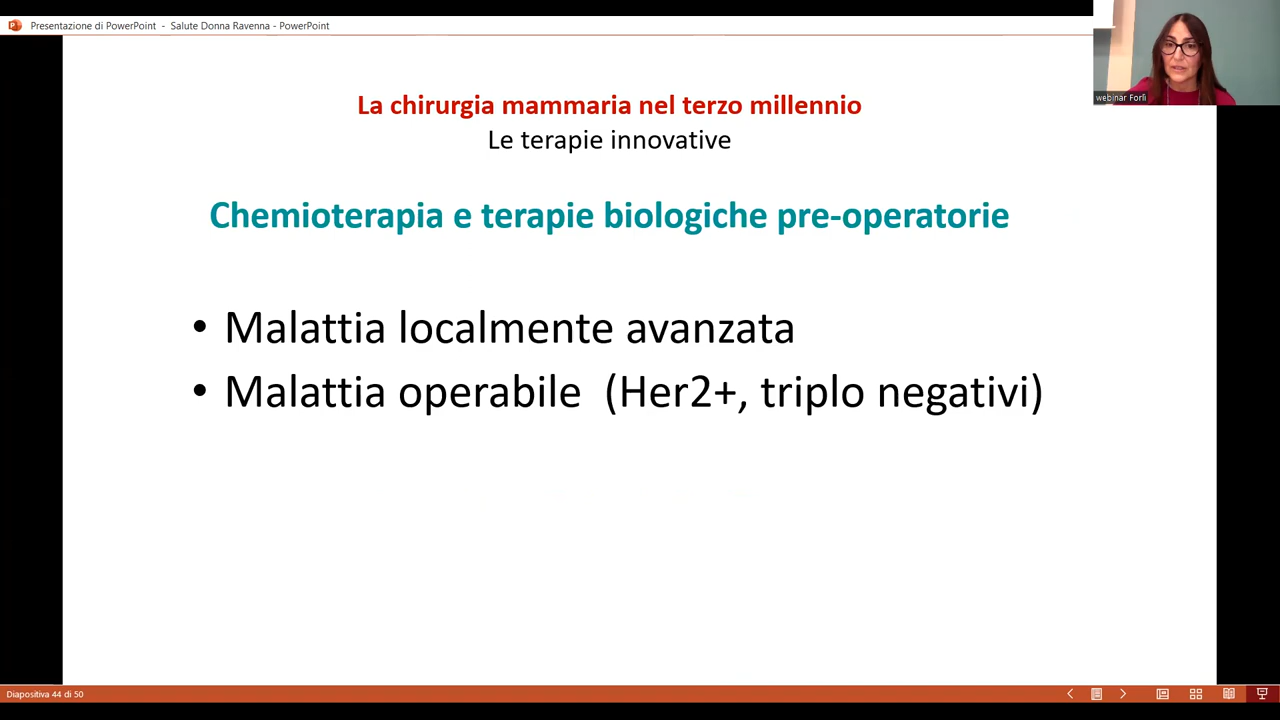 Presentazione di PowerPoint - Salute Donna Ravenna - PowerPoint
webinar Forlì
La chirurgia mammaria nel terzo millennio
Le terapie innovative
Chemioterapia e terapie biologiche pre-operatorie
• Malattia localmente avanzata
• Malattia operabile (Her2+, triplo negativi)
Diapositiva 44 di 50